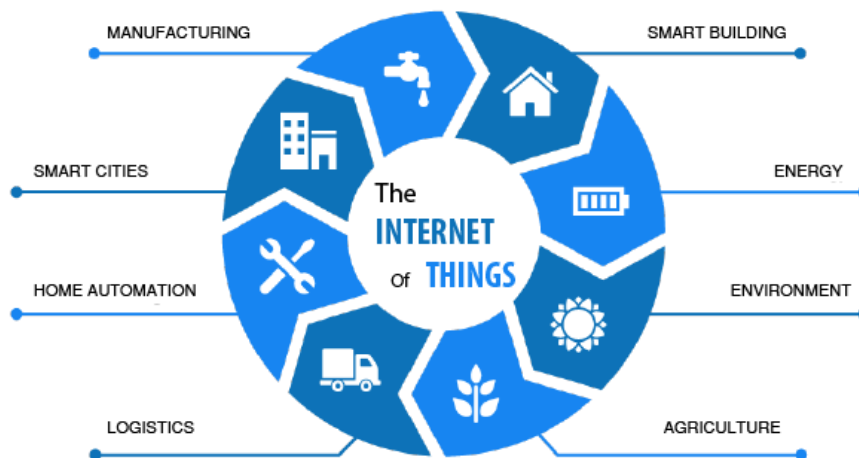 MANUFACTURING
SMART BUILDING
SMART CITIES
ENERGY
The
INTERNET
Of THINGS
HOME AUTOMATION
ENVIRONMENT
LOGISTICS
AGRICULTURE